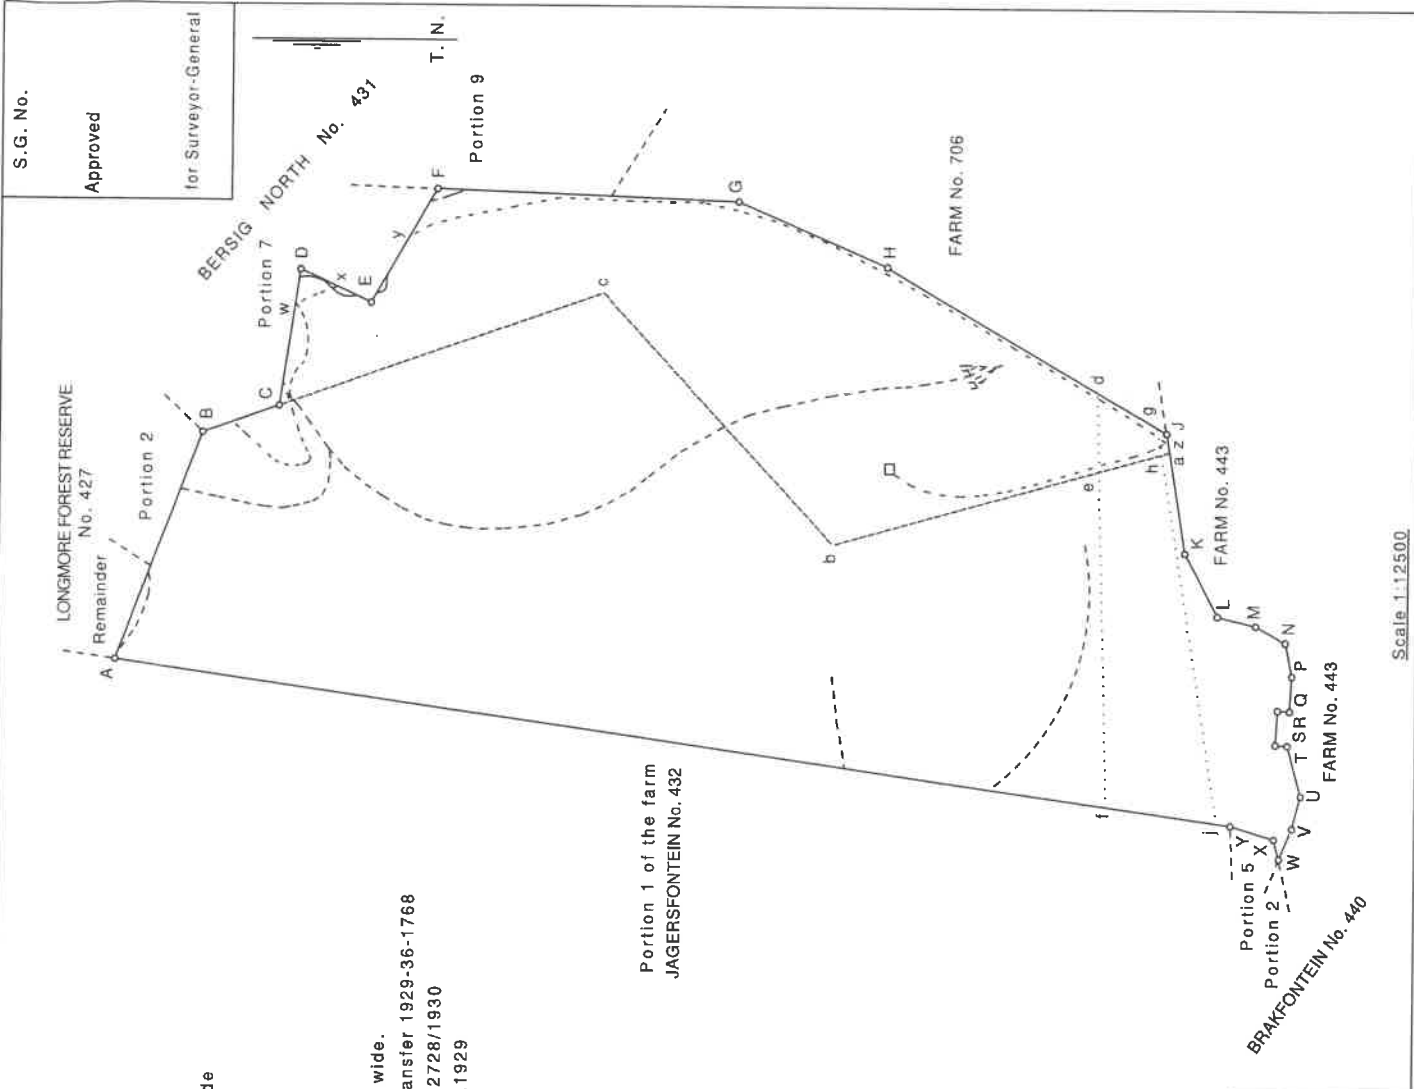 S.G. No.
Approved
for Surveyor-General
T. N.
BERSIG NORTH No. 431
Portion 9
Portion 7
LONGMORE FOREST RESERVE
No. 427
Portion 2
Remainder
A
B
C
D
w
x
E
y
F
G
c
H
FARM No. 706
b
d
e
g
J
z
a
h
K
FARM No. 443
L
M
N
P
Q
R
S
T
FARM No. 443
U
V
W
X
Y
j
f
Portion 1 of the farm
JAGERSFONTEIN No. 432
Portion 5
Portion 2
BRAKFONTEIN No. 440
de
wide.
ansfer 1929-36-1768
2728/1930
1929
Scale 1:12500